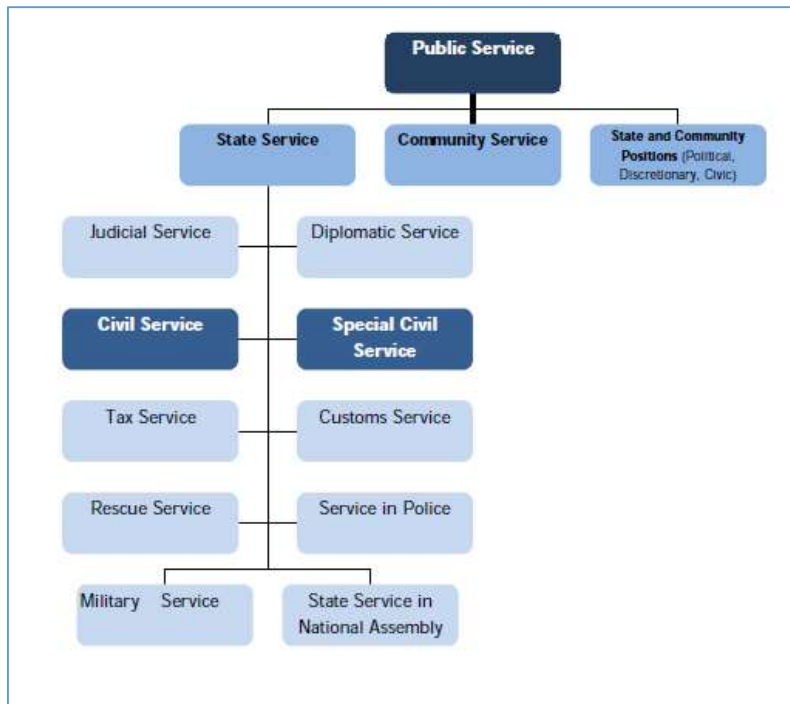 Public Service
State Service
Community Service
State and Community
Positions (Political,
Discretionary, Civic)
Judicial Service
Diplomatic Service
Civil Service
Special Civil
Service
Tax Service
Customs Service
Rescue Service
Service in Police
Military Service
State Service in
National Assembly